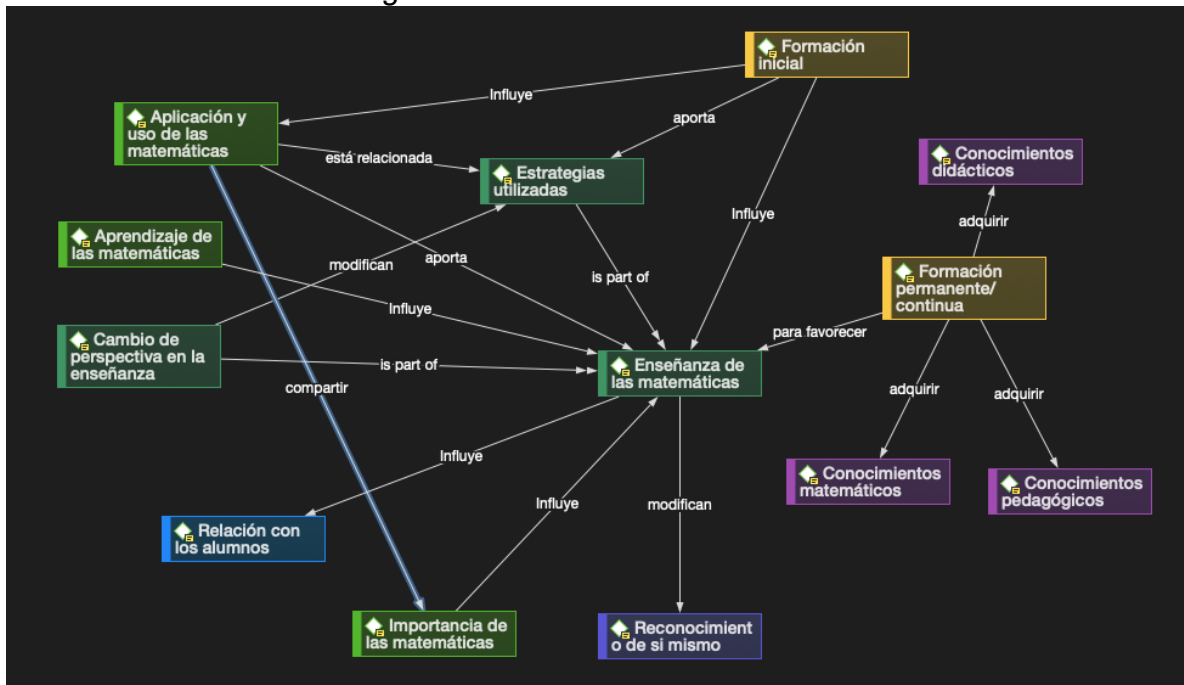 Formación
inicial
Influye
Aplicación y
uso de las
matemáticas
aporta
está relacionada
Conocimientos
didácticos
Estrategias
utilizadas
Influye
adquirir
Aprendizaje de
las matemáticas
modifican
aporta
Formación
permanente/
continua
is part of
Influye
para favorecer
Cambio de
perspectiva en la
enseñanza
is part of
Enseñanza de
las matemáticas
compartir
adquirir
adquirir
Influye
Conocimientos
matemáticos
Conocimientos
pedagógicos
Influye
modifican
Relación con
los alumnos
Importancia de
las matemáticas
Reconocimient
o de si mismo